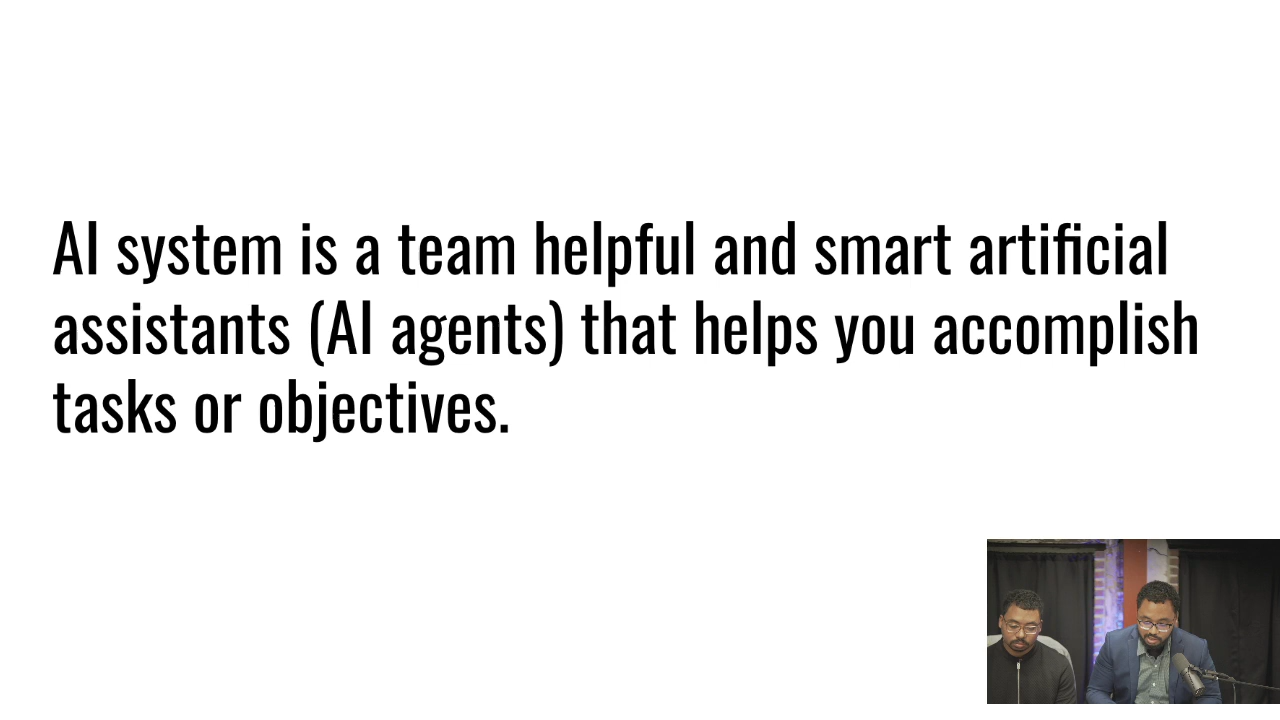 AI system is a team helpful and smart artificial
assistants (AI agents) that helps you accomplish
tasks or objectives.